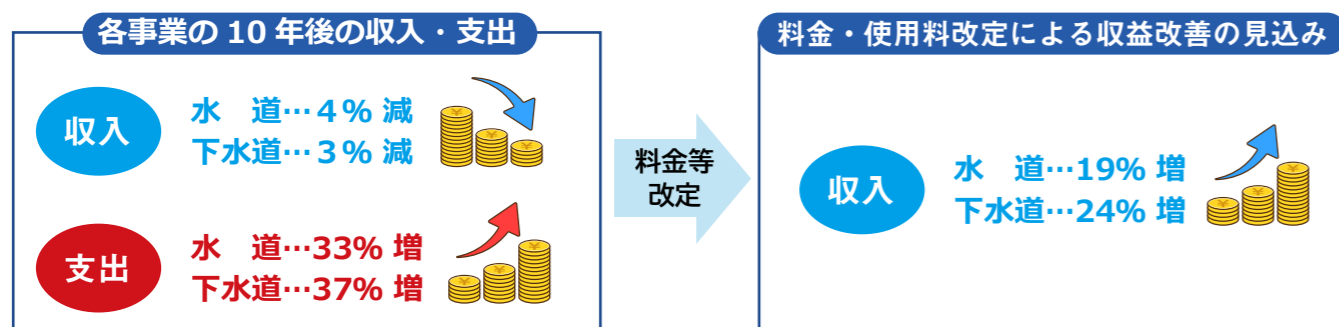 各事業の 10 年後の収入・支出
収入
水　道…４% 減
下水道…３% 減
支出
水　道…33% 増
下水道…37% 増
料金等
改定
料金・使用料改定による収益改善の見込み
収入
水　道…19% 増
下水道…24% 増